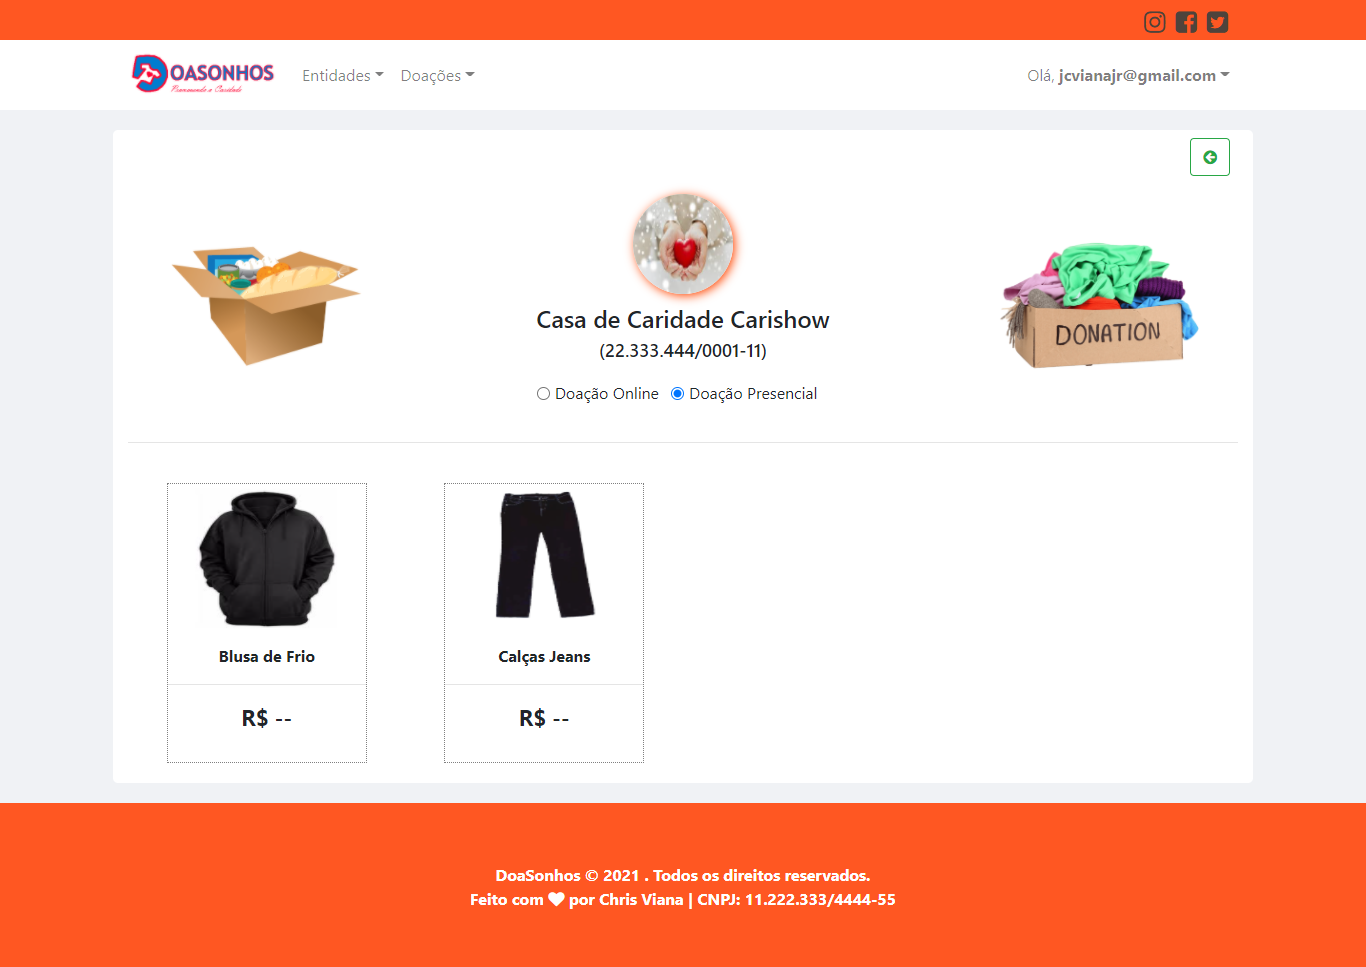 DOASONHOS
Entidades
Doações
Olá, jcvianajr@gmail.com
DONATION
Casa de Caridade Carishow
(22.333.444/0001-11)
Doação Online
Doação Presencial
Blusa de Frio
Calças Jeans
R$ --
R$ --
DoaSonhos © 2021 . Todos os direitos reservados.
Feito com ♥ por Chris Viana | CNPJ: 11.222.333/4444-55